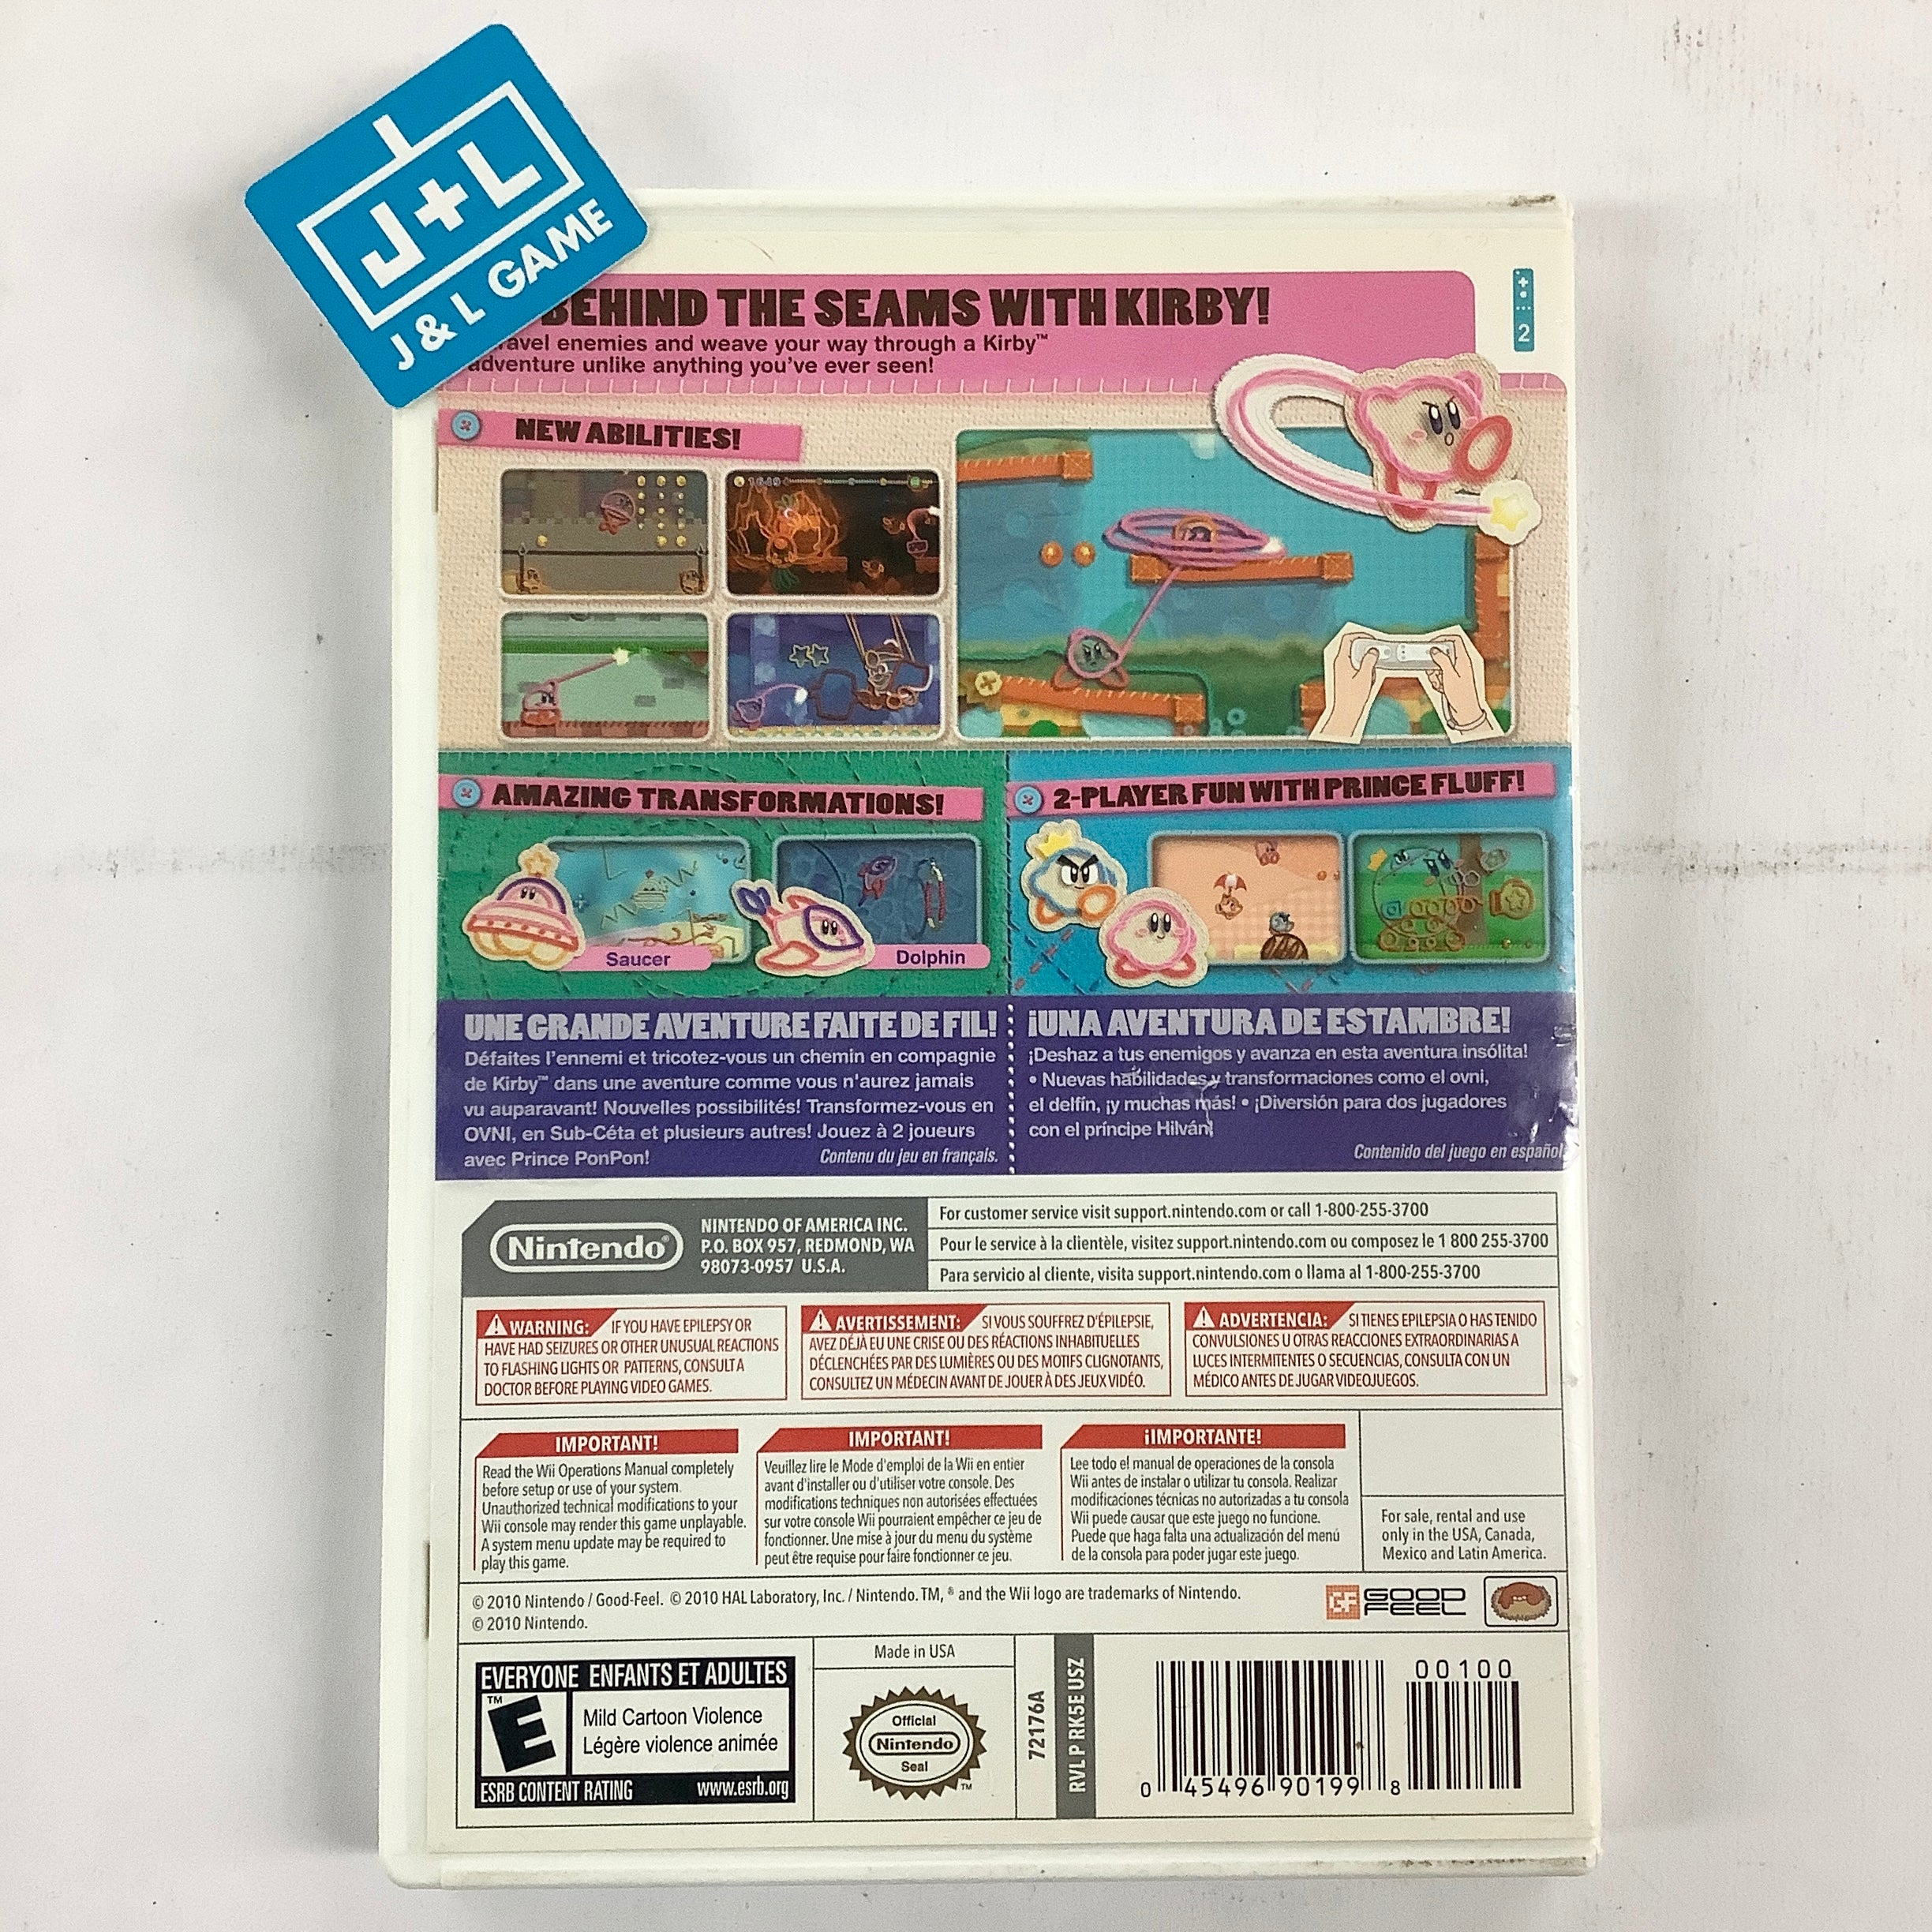 J+L
J & L GAME
BEHIND THE SEAMS WITH KIRBY!
avel enemies and weave your way through a Kirby™
adventure unlike anything you've ever seen!
2
NEW ABILITIES!
AMAZING TRANSFORMATIONS!
Saucer
Dolphin
2-PLAYER FUN WITH PRINCE FLUFF!
UNE GRANDE AVENTURE FAITE DE FIL!
Défaites l'ennemi et tricotez-vous un chemin en compagnie
de Kirby™ dans une aventure comme vous n'aurez jamais
vu auparavant! Nouvelles possibilités! Transformez-vous en
OVNI, en Sub-Céta et plusieurs autres! Jouez à 2 joueurs
avec Prince PonPon!
Contenu du jeu en français.
¡UNA AVENTURA DE ESTAMBRE!
¡Deshaz a tus enemigos y avanza en esta aventura insólita!
• Nuevas habilidades y transformaciones como el ovni,
el delfín, ¡y muchas más! • ¡Diversión para dos jugadores
con el príncipe Hilván!
Contenido del juego en español
Nintendo®
NINTENDO OF AMERICA INC.
P.O. BOX 957, REDMOND, WA
98073-0957 U.S.A.
For customer service visit support.nintendo.com or call 1-800-255-3700
Pour le service à la clientèle, visitez support.nintendo.com ou composez le 1 800 255-3700
Para servicio al cliente, visita support.nintendo.com o llama al 1-800-255-3700
WARNING: IF YOU HAVE EPILEPSY OR
HAVE HAD SEIZURES OR OTHER UNUSUAL REACTIONS
TO FLASHING LIGHTS OR PATTERNS, CONSULT A
DOCTOR BEFORE PLAYING VIDEO GAMES.
AVERTISSEMENT: SI VOUS SOUFFREZ D'ÉPILEPSIE,
AVEZ DÉJÀ EU UNE CRISE OU DES RÉACTIONS INHABITUELLES
DÉCLENCHÉES PAR DES LUMIÈRES OU DES MOTIFS CLIGNOTANTS,
CONSULTEZ UN MÉDECIN AVANT DE JOUER À DES JEUX VIDÉO.
ADVERTENCIA: SI TIENES EPILEPSIA O HAS TENIDO
CONVULSIONES U OTRAS REACCIONES EXTRAORDINARIAS A
LUCES INTERMITENTES O SECUENCIAS, CONSULTA CON UN
MÉDICO ANTES DE JUGAR VIDEOJUEGOS.
IMPORTANT!
Read the Wii Operations Manual completely
before setup or use of your system.
Unauthorized technical modifications to your
Wii console may render this game unplayable.
A system menu update may be required to
play this game.
IMPORTANT!
Veuillez lire le Mode d'emploi de la Wii en entier
avant d'installer ou d'utiliser votre console. Des
modifications techniques non autorisées effectuées
sur votre console Wii pourraient empêcher ce jeu de
fonctionner. Une mise à jour du menu du système
peut être requise pour faire fonctionner ce jeu.
¡IMPORTANTE!
Lee todo el manual de operaciones de la consola
Wii antes de instalar o utilizar tu consola. Realizar
modificaciones técnicas no autorizadas a tu consola
Wii puede causar que este juego no funcione.
Puede que haga falta una actualización del menú
de la consola para poder jugar este juego.
For sale, rental and use
only in the USA, Canada,
Mexico and Latin America.
© 2010 Nintendo / Good-Feel. © 2010 HAL Laboratory, Inc. / Nintendo. TM, ® and the Wii logo are trademarks of Nintendo.
© 2010 Nintendo.
GF GOOD
FEEL
EVERYONE ENFANTS ET ADULTES
E™
Mild Cartoon Violence
Légère violence animée
ESRB CONTENT RATING www.esrb.org
Made in USA
Official
Nintendo
Seal
™
72176A
RVL P RK5E USZ
0 45496 90199 8
00100